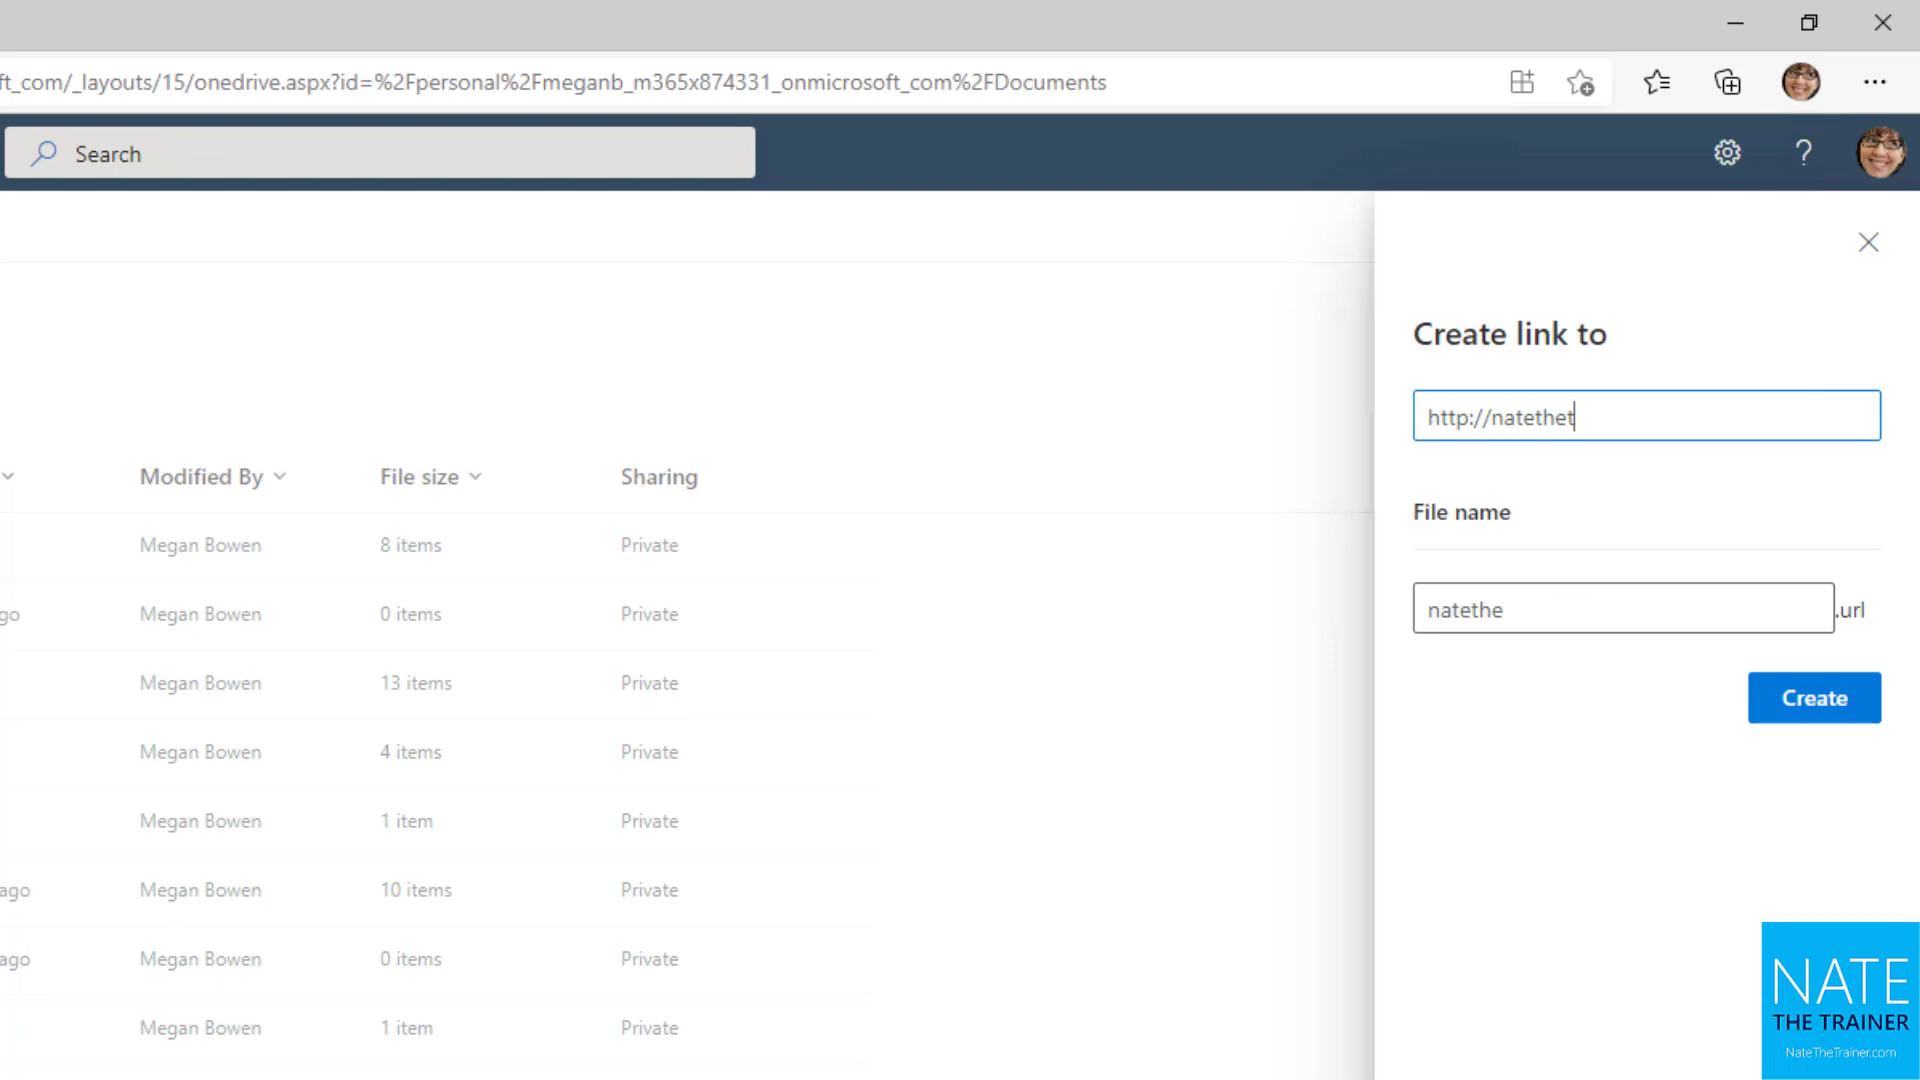 ft_com/_layouts/15/onedrive.aspx?id=%2Fpersonal%2Fmeganb_m365x874331_onmicrosoft_com%2FDocuments
Search
?
Create link to
http://natethet
File name
natethe
.url
Create
Modified By
File size
Sharing
Megan Bowen 8 items Private
go Megan Bowen 0 items Private
Megan Bowen 13 items Private
Megan Bowen 4 items Private
Megan Bowen 1 item Private
ago Megan Bowen 10 items Private
ago Megan Bowen 0 items Private
Megan Bowen 1 item Private
NATE
THE TRAINER
NateTheTrainer.com